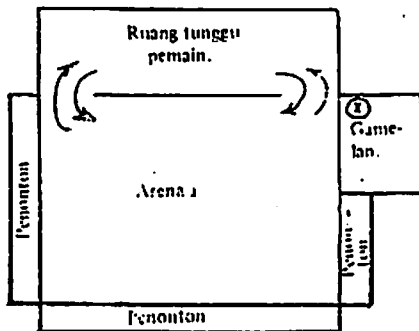 Ruang tunggu
pemain.
Game-
lan.
Arena
Penonton
Penon-
ton
Penonton